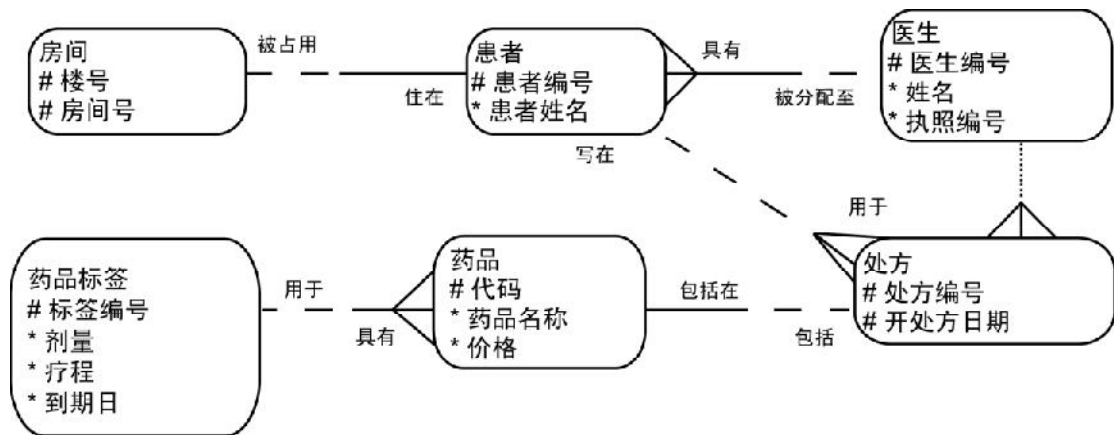 房间
# 楼号
# 房间号
被占用
住在
患者
# 患者编号
* 患者姓名
具有
被分配至
医生
# 医生编号
* 姓名
* 执照编号
写在
用于
药品标签
# 标签编号
* 剂量
* 疗程
* 到期日
用于
具有
药品
# 代码
* 药品名称
* 价格
包括在
包括
处方
# 处方编号
# 开处方日期